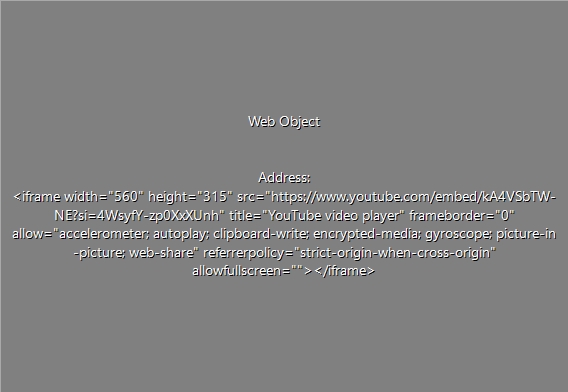 Web Object
Address:
<iframe width="560" height="315" src="https://www.youtube.com/embed/kA4VSbTW-
NE?si=4WsyfY-zp0XxXUnh" title="YouTube video player" frameborder="0"
allow="accelerometer; autoplay; clipboard-write; encrypted-media; gyroscope; picture-in
-picture; web-share" referrerpolicy="strict-origin-when-cross-origin"
allowfullscreen=""></iframe>